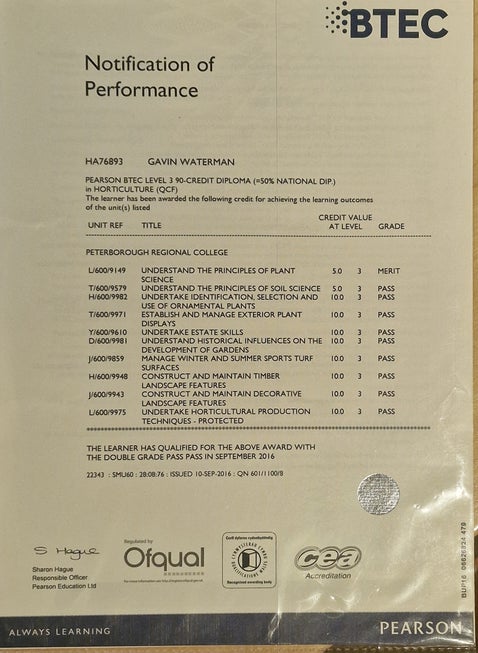 BTEC
Notification of
Performance
HA76893 GAVIN WATERMAN
PEARSON BTEC LEVEL 3 90-CREDIT DIPLOMA (=50% NATIONAL DIP.)
in HORTICULTURE (QCF)
The learner has been awarded the following credit for achieving the learning outcomes
of the unit(s) listed
CREDIT VALUE
UNIT REF TITLE AT LEVEL GRADE
PETERBOROUGH REGIONAL COLLEGE
L/600/9149 UNDERSTAND THE PRINCIPLES OF PLANT 5.0 3 MERIT
SCIENCE
T/600/9579 UNDERSTAND THE PRINCIPLES OF SOIL SCIENCE 5.0 3 PASS
H/600/9982 UNDERTAKE IDENTIFICATION, SELECTION AND 10.0 3 PASS
USE OF ORNAMENTAL PLANTS
T/600/9971 ESTABLISH AND MANAGE EXTERIOR PLANT 10.0 3 PASS
DISPLAYS
Y/600/9610 UNDERTAKE ESTATE SKILLS 10.0 3 PASS
D/600/9981 UNDERSTAND HISTORICAL INFLUENCES ON THE 10.0 3 PASS
DEVELOPMENT OF GARDENS
J/600/9859 MANAGE WINTER AND SUMMER SPORTS TURF 10.0 3 PASS
SURFACES
H/600/9948 CONSTRUCT AND MAINTAIN TIMBER 10.0 3 PASS
LANDSCAPE FEATURES
J/600/9943 CONSTRUCT AND MAINTAIN DECORATIVE 10.0 3 PASS
LANDSCAPE FEATURES
L/600/9975 UNDERTAKE HORTICULTURAL PRODUCTION 10.0 3 PASS
TECHNIQUES - PROTECTED
THE LEARNER HAS QUALIFIED FOR THE ABOVE AWARD WITH
THE DOUBLE GRADE PASS PASS IN SEPTEMBER 2016
22343 : SMU60 : 28:08:76 : ISSUED 10-SEP-2016 : QN 601/1100/8
S Hague
Sharon Hague
Responsible Officer
Pearson Education Ltd
Regulated by
Ofqual
Corff dyfarnu cydnabyddedig
CYMWYSTERAU CYMRU
QUALIFICATIONS WALES
Recognised awarding body
cea
Accreditation
ALWAYS LEARNING
PEARSON